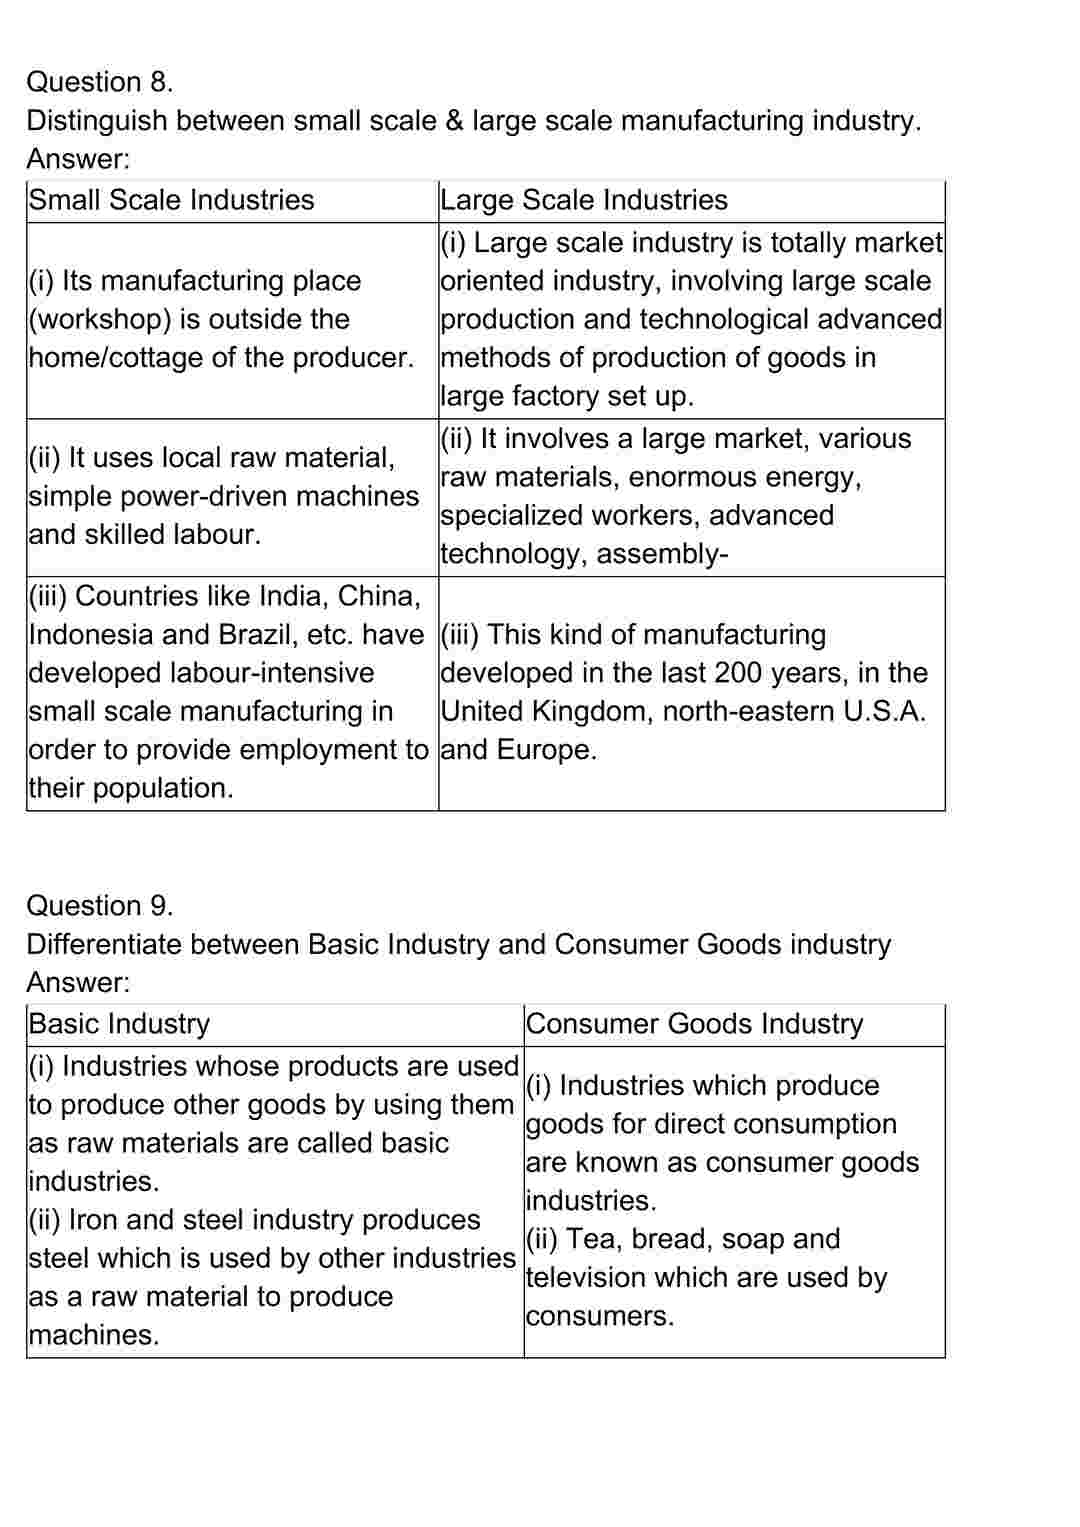 Question 8.
Distinguish between small scale & large scale manufacturing industry.
Answer:
Small Scale Industries
Large Scale Industries
(i) Its manufacturing place
(workshop) is outside the
home/cottage of the producer.
(i) Large scale industry is totally market
oriented industry, involving large scale
production and technological advanced
methods of production of goods in
large factory set up.
(ii) It uses local raw material,
simple power-driven machines
and skilled labour.
(ii) It involves a large market, various
raw materials, enormous energy,
specialized workers, advanced
technology, assembly-
(iii) Countries like India, China,
Indonesia and Brazil, etc. have
developed labour-intensive
small scale manufacturing in
order to provide employment to
their population.
(iii) This kind of manufacturing
developed in the last 200 years, in the
United Kingdom, north-eastern U.S.A.
and Europe.
Question 9.
Differentiate between Basic Industry and Consumer Goods industry
Answer:
Basic Industry
Consumer Goods Industry
(i) Industries whose products are used
to produce other goods by using them
as raw materials are called basic
industries.
(ii) Iron and steel industry produces
steel which is used by other industries
as a raw material to produce
machines.
(i) Industries which produce
goods for direct consumption
are known as consumer goods
industries.
(ii) Tea, bread, soap and
television which are used by
consumers.